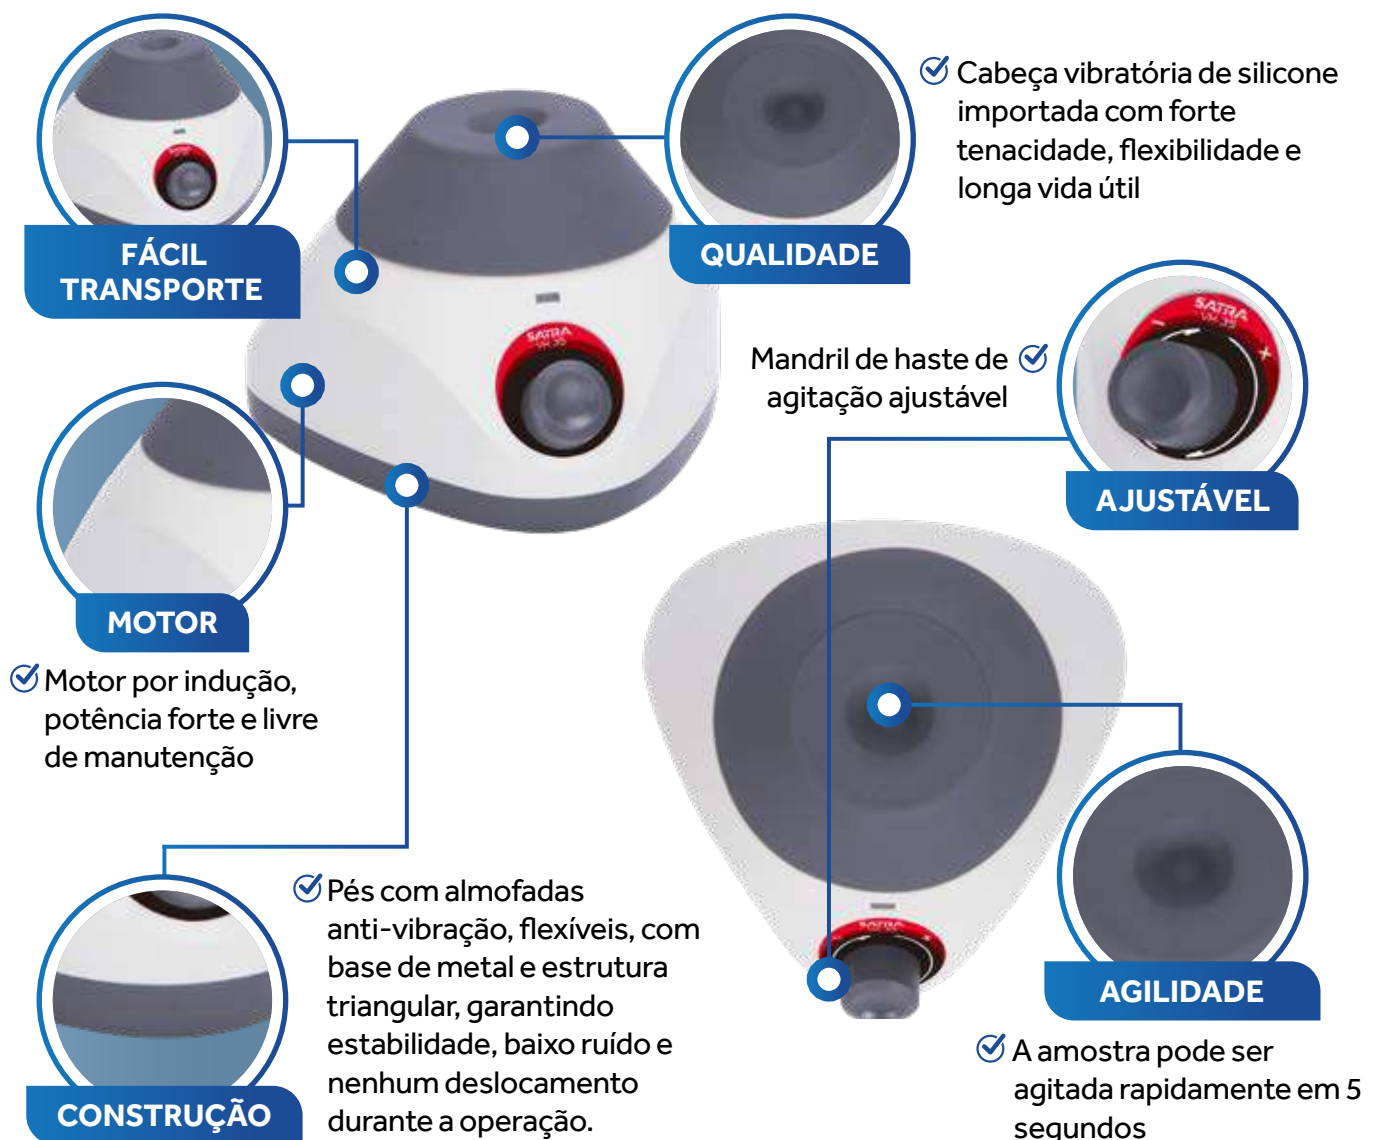 FÁCIL
TRANSPORTE
QUALIDADE
Cabeça vibratória de silicone
importada com forte
tenacidade, flexibilidade e
longa vida útil
SATRA
Mandril de haste de
agitação ajustável
SATRA
- +
AJUSTÁVEL
MOTOR
Motor por indução,
potência forte e livre
de manutenção
CONSTRUÇÃO
Pés com almofadas
anti-vibração, flexíveis, com
base de metal e estrutura
triangular, garantindo
estabilidade, baixo ruído e
nenhum deslocamento
durante a operação.
SATRA
AGILIDADE
A amostra pode ser
agitada rapidamente em 5
segundos